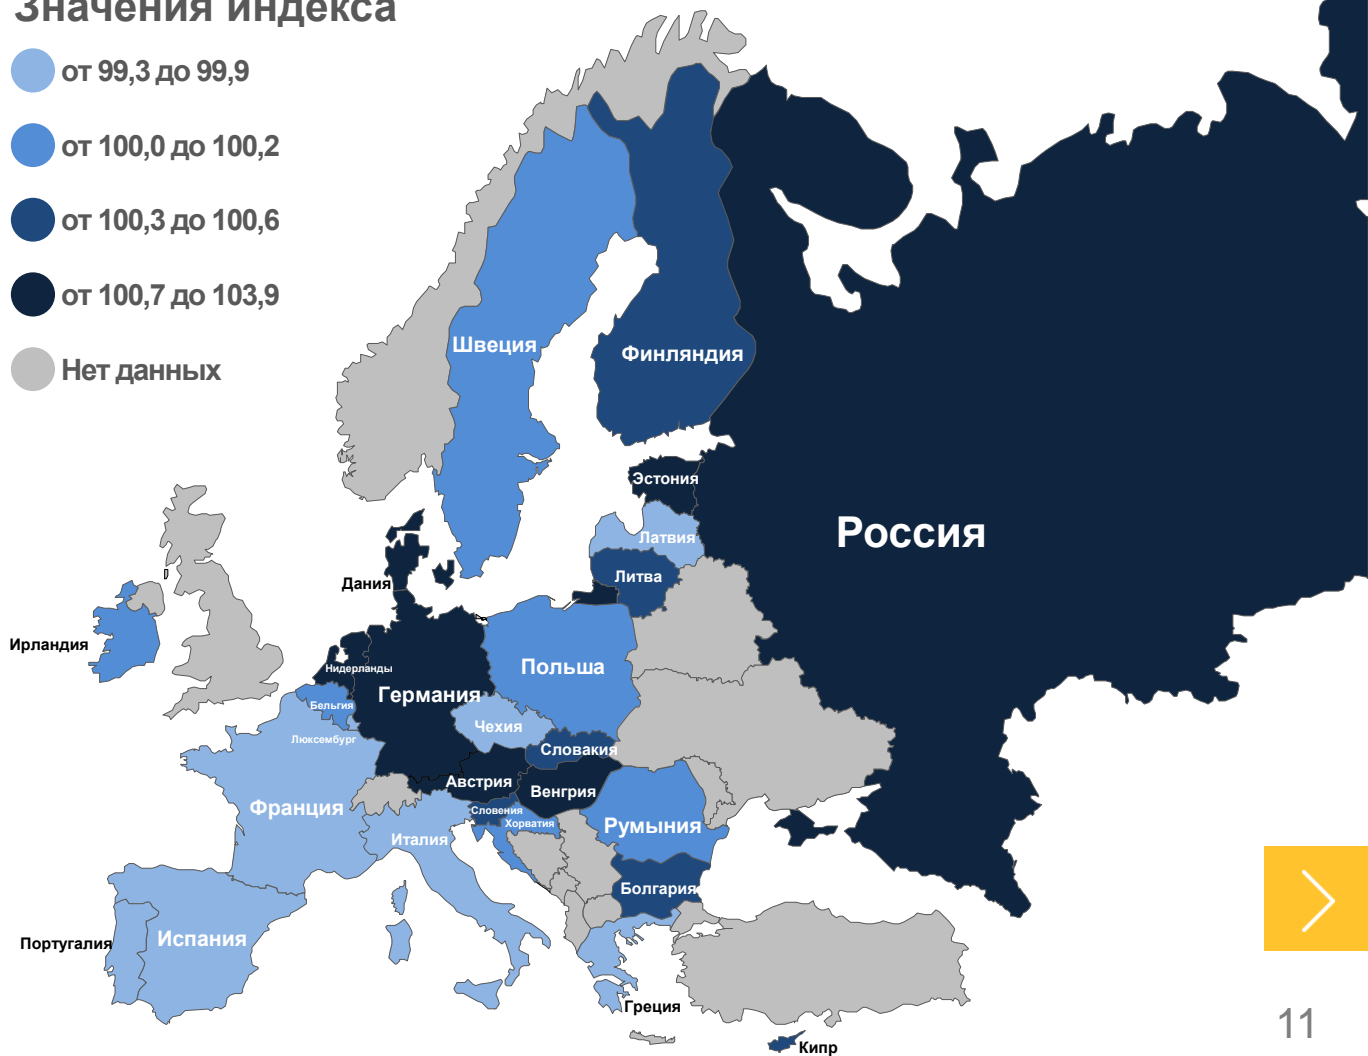 Значения индекса
от 99,3 до 99,9
от 100,0 до 100,2
от 100,3 до 100,6
от 100,7 до 103,9
Нет данных
Швеция
Финляндия
Эстония
Россия
Латвия
Литва
Дания
Ирландия
Нидерланды
Польша
Германия
Бельгия
Чехия
Люксембург
Словакия
Австрия
Венгрия
Франция
Словения
Хорватия
Румыния
Италия
Болгария
Португалия
Испания
Греция
Кипр
11